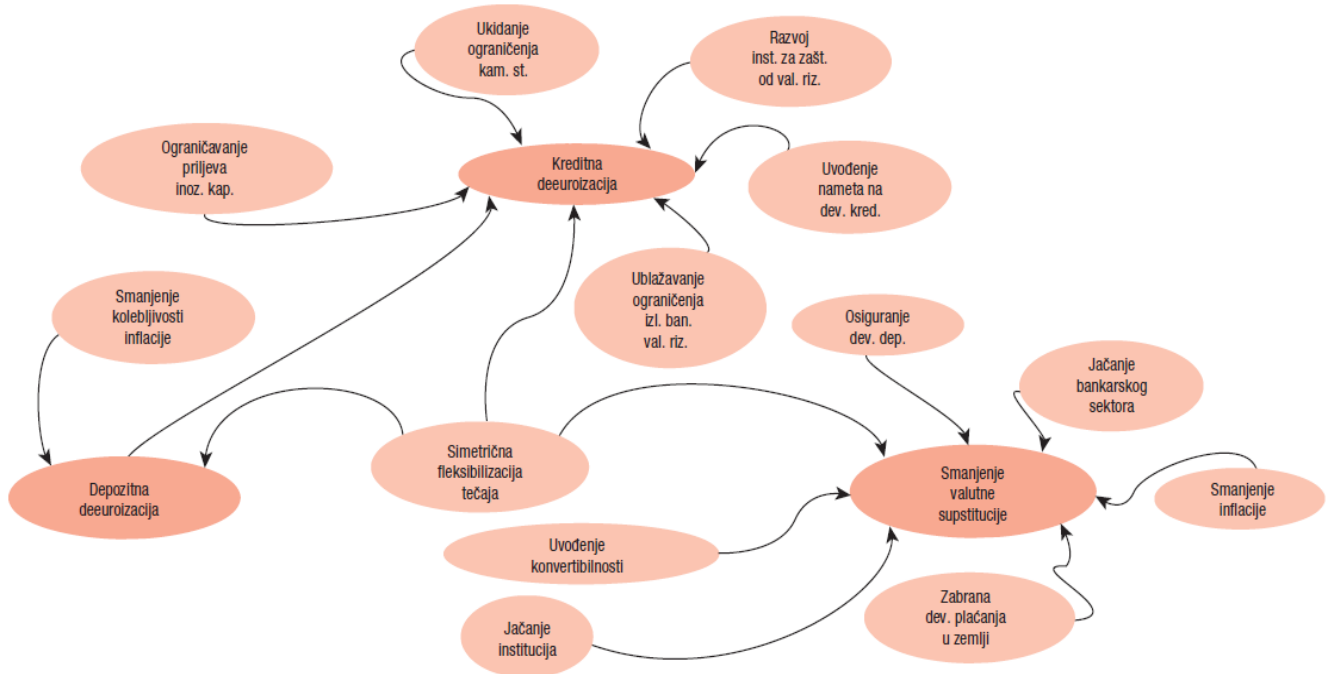 Ukidanje
ograničenja
kam. st.
Razvoj
inst. za zašt.
od val. riz.
Ograničavanje
priljeva
inoz. kap.
Kreditna
deeuroizacija
Uvođenje
nameta na
dev. kred.
Smanjenje
kolebljivosti
inflacije
Ublažavanje
ograničenja
izl. ban.
val. riz.
Osiguranje
dev. dep.
Jačanje
bankarskog
sektora
Depozitna
deeuroizacija
Simetrična
fleksibilizacija
tečaja
Smanjenje
valutne
supstitucije
Smanjenje
inflacije
Uvođenje
konvertibilnosti
Jačanje
institucija
Zabrana
dev. plaćanja
u zemlji